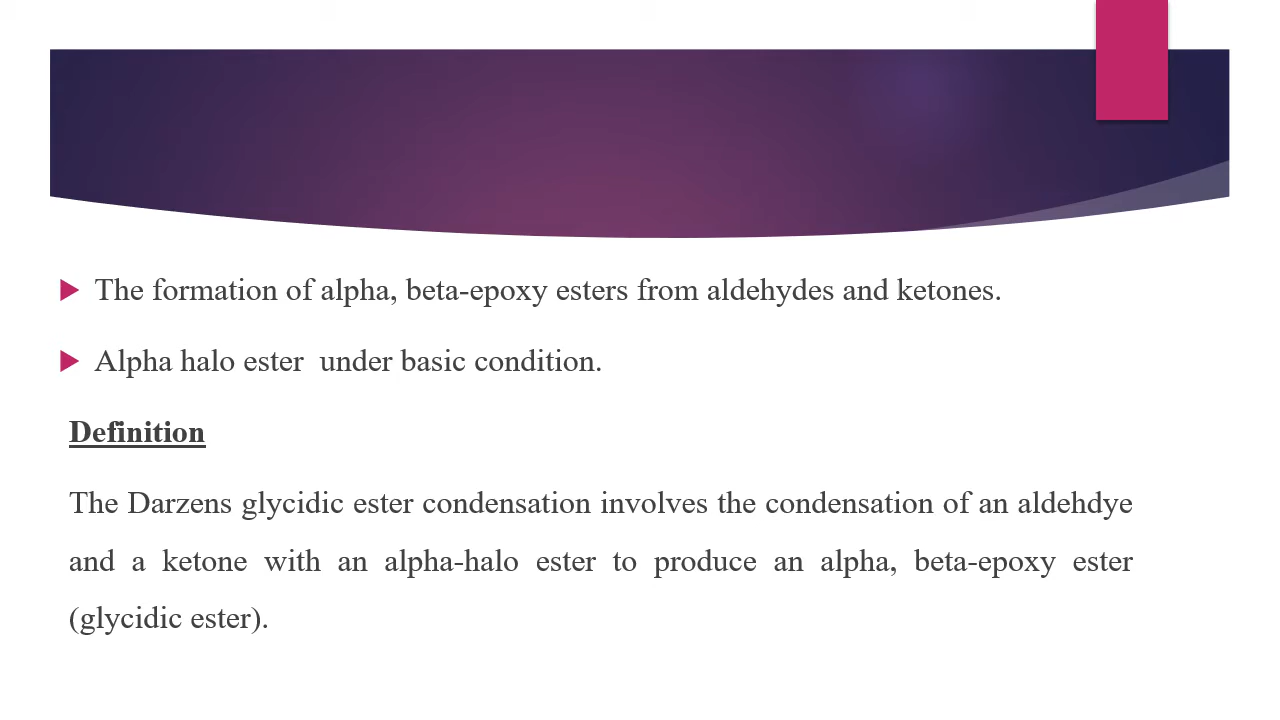 The formation of alpha, beta-epoxy esters from aldehydes and ketones.
Alpha halo ester  under basic condition.
Definition
The Darzens glycidic ester condensation involves the condensation of an aldehdye
and a ketone with an alpha-halo ester to produce an alpha, beta-epoxy ester
(glycidic ester).